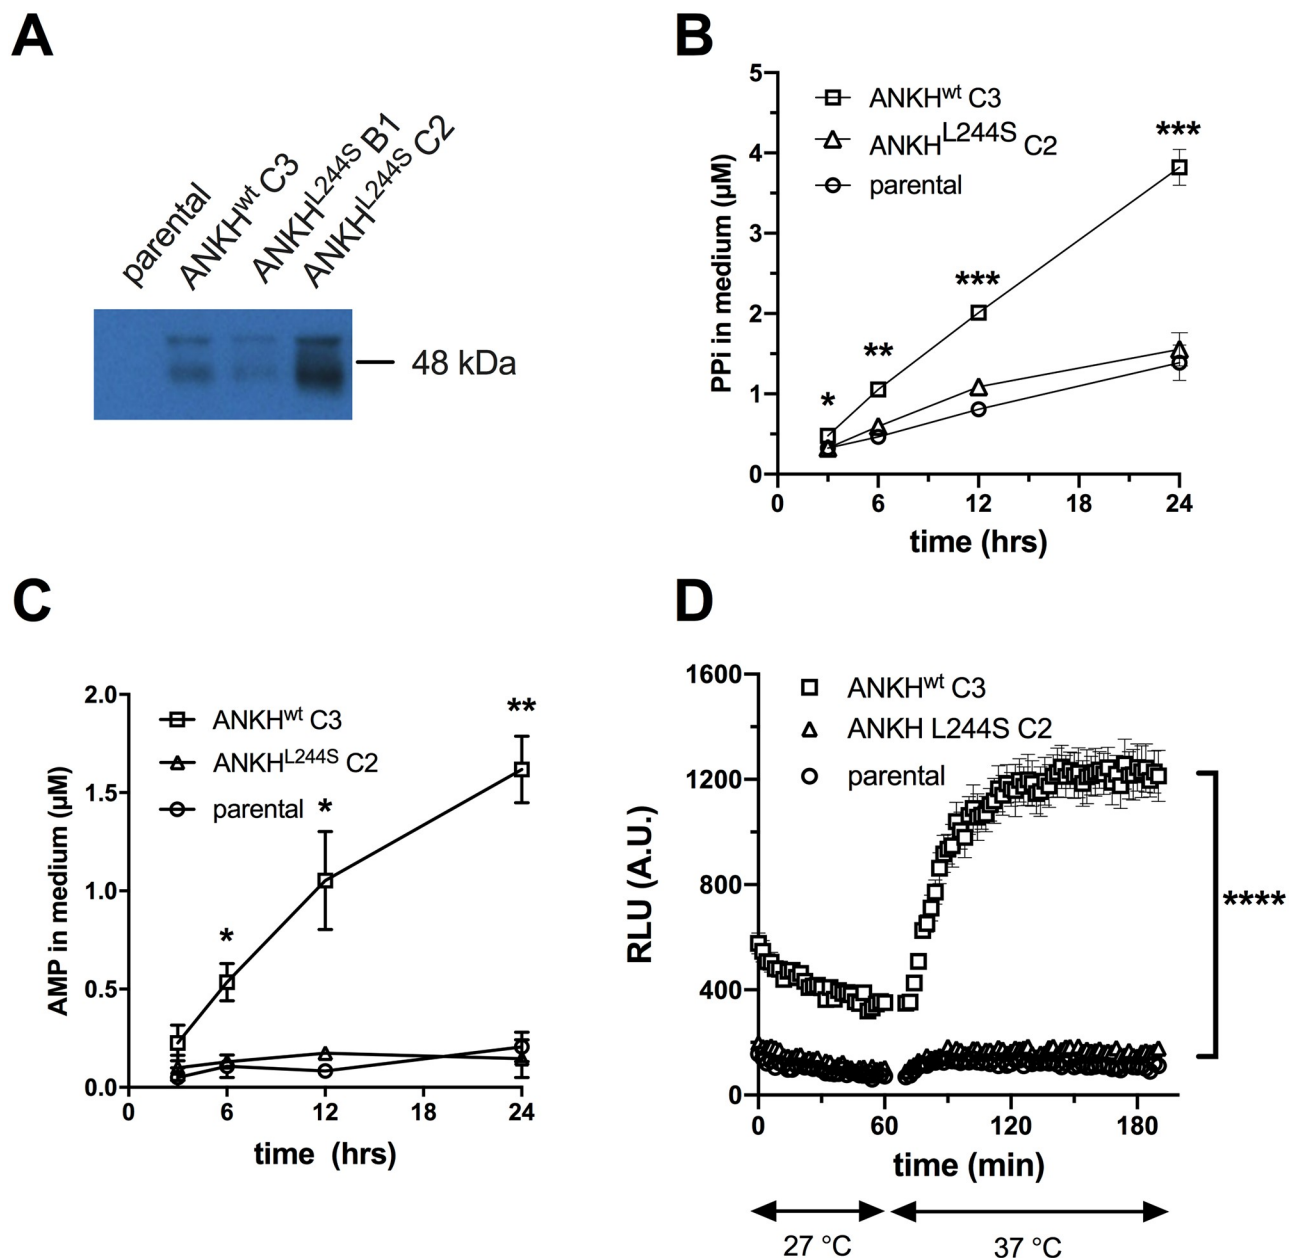 A
parental
ANKHwt C3
ANKHL244S B1
ANKHL244S C2
48 kDa
B
PPi in medium (µM)
5
4
3
2
1
0
ANKHwt C3
ANKHL244S C2
parental
*
**
***
***
0 6 12 18 24
time (hrs)
C
AMP in medium (µM)
2.0
1.5
1.0
0.5
0.0
ANKHwt C3
ANKHL244S C2
parental
*
*
**
0 6 12 18 24
time (hrs)
D
RLU (A.U.)
1600
1200
800
400
0
ANKHwt C3
ANKH L244S C2
parental
****
0 60 120 180
time (min)
27 °C 37 °C